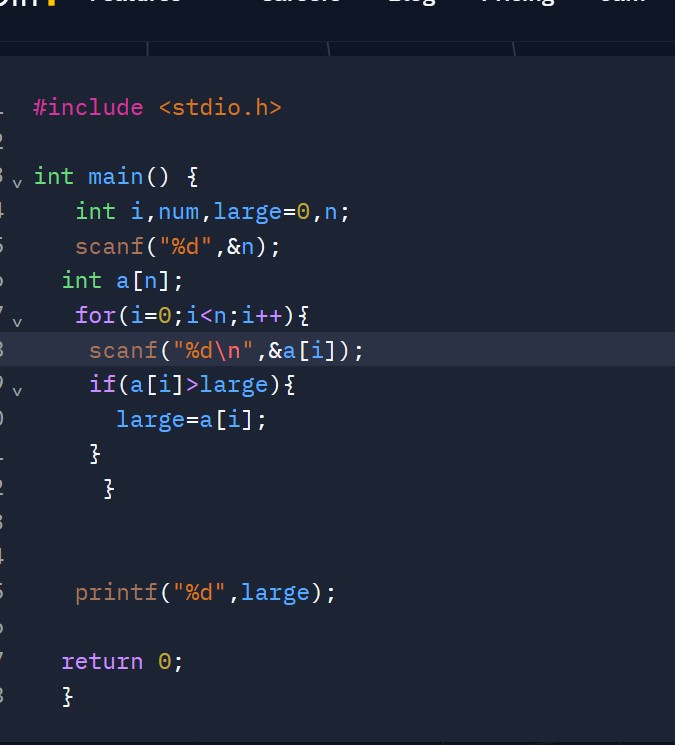 #include <stdio.h>
int main() {
int i,num,large=0,n;
scanf("%d",&n);
int a[n];
for(i=0;i<n;i++){
scanf("%d\n",&a[i]);
if(a[i]>large){
large=a[i];
}
}
printf("%d",large);
return 0;
}